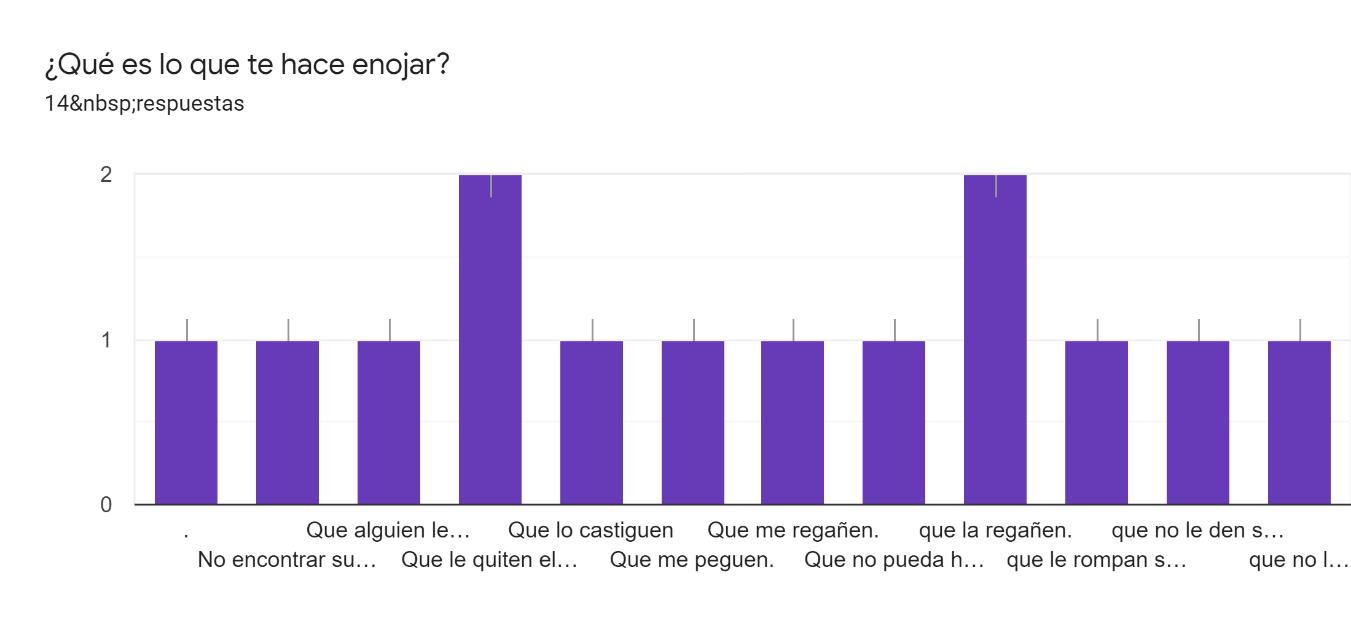 ¿Qué es lo que te hace enojar?
14&nbsp;respuestas
2
1
0
. Que alguien le… Que lo castiguen Que me regañen. que la regañen. que no le den s…
No encontrar su… Que le quiten el… Que me peguen. Que no pueda h… que le rompan s… que no l…